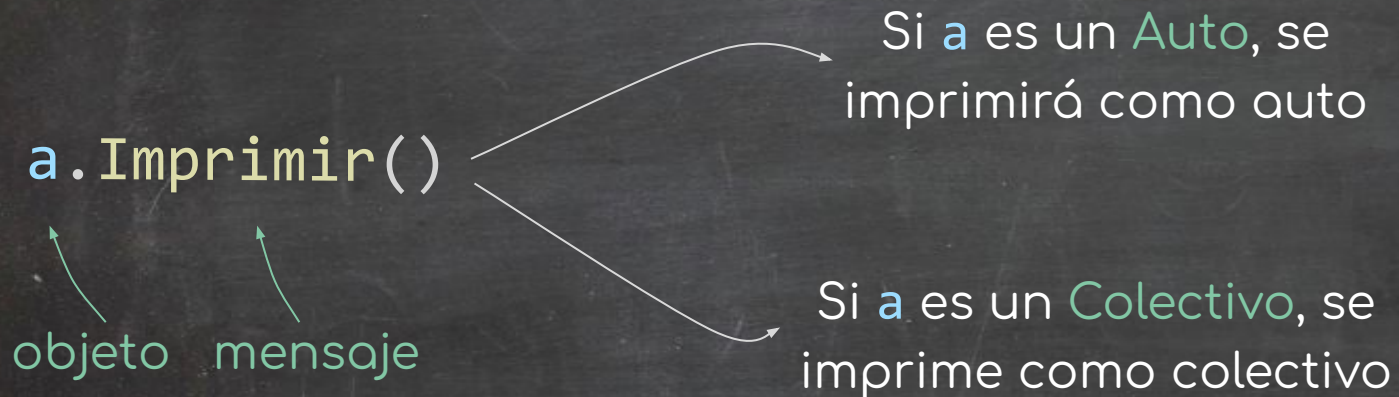 a.Imprimir()
objeto mensaje
Si a es un Auto, se
imprimirá como auto
Si a es un Colectivo, se
imprime como colectivo